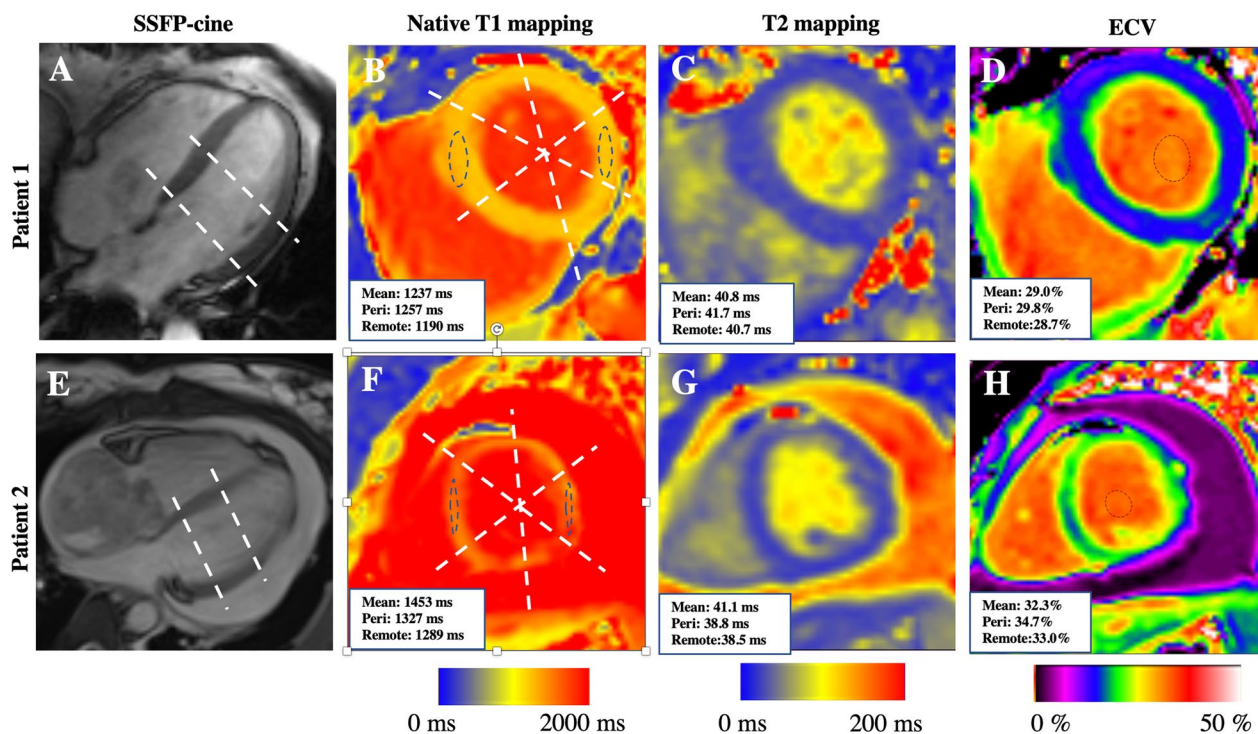 SSFP-cine
Native T1 mapping
T2 mapping
ECV
Patient 1
A
B
Mean: 1237 ms
Peri: 1257 ms
Remote: 1190 ms
C
Mean: 40.8 ms
Peri: 41.7 ms
Remote: 40.7 ms
D
Mean: 29.0%
Peri: 29.8%
Remote:28.7%
Patient 2
E
F
Mean: 1453 ms
Peri: 1327 ms
Remote: 1289 ms
G
Mean: 41.1 ms
Peri: 38.8 ms
Remote:38.5 ms
H
Mean: 32.3%
Peri: 34.7%
Remote:33.0%
0 ms
2000 ms
0 ms
200 ms
0 %
50 %